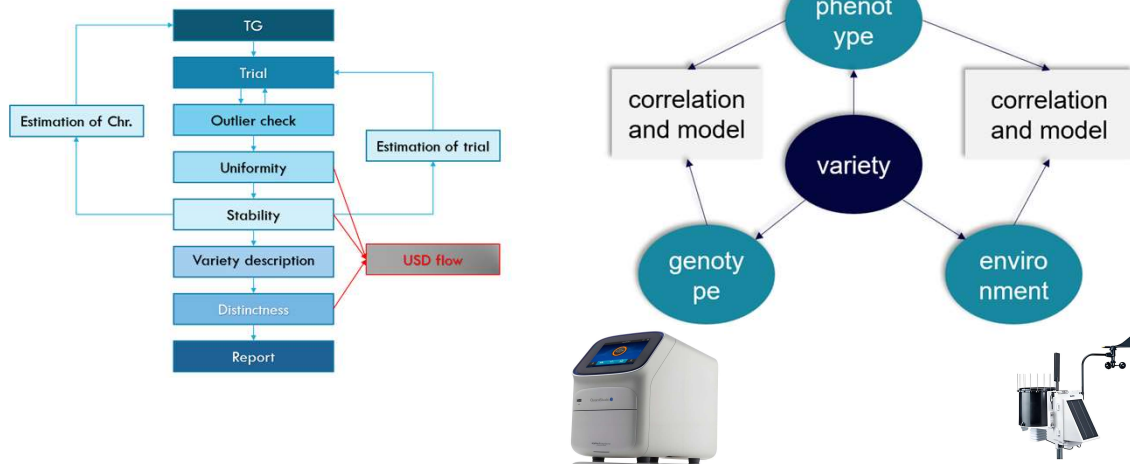 TG
Trial
Outlier check
Uniformity
Stability
Variety description
Distinctness
Report
Estimation of Chr.
Estimation of trial
USD flow
phenot
ype
correlation
and model
correlation
and model
variety
genoty
pe
enviro
nment